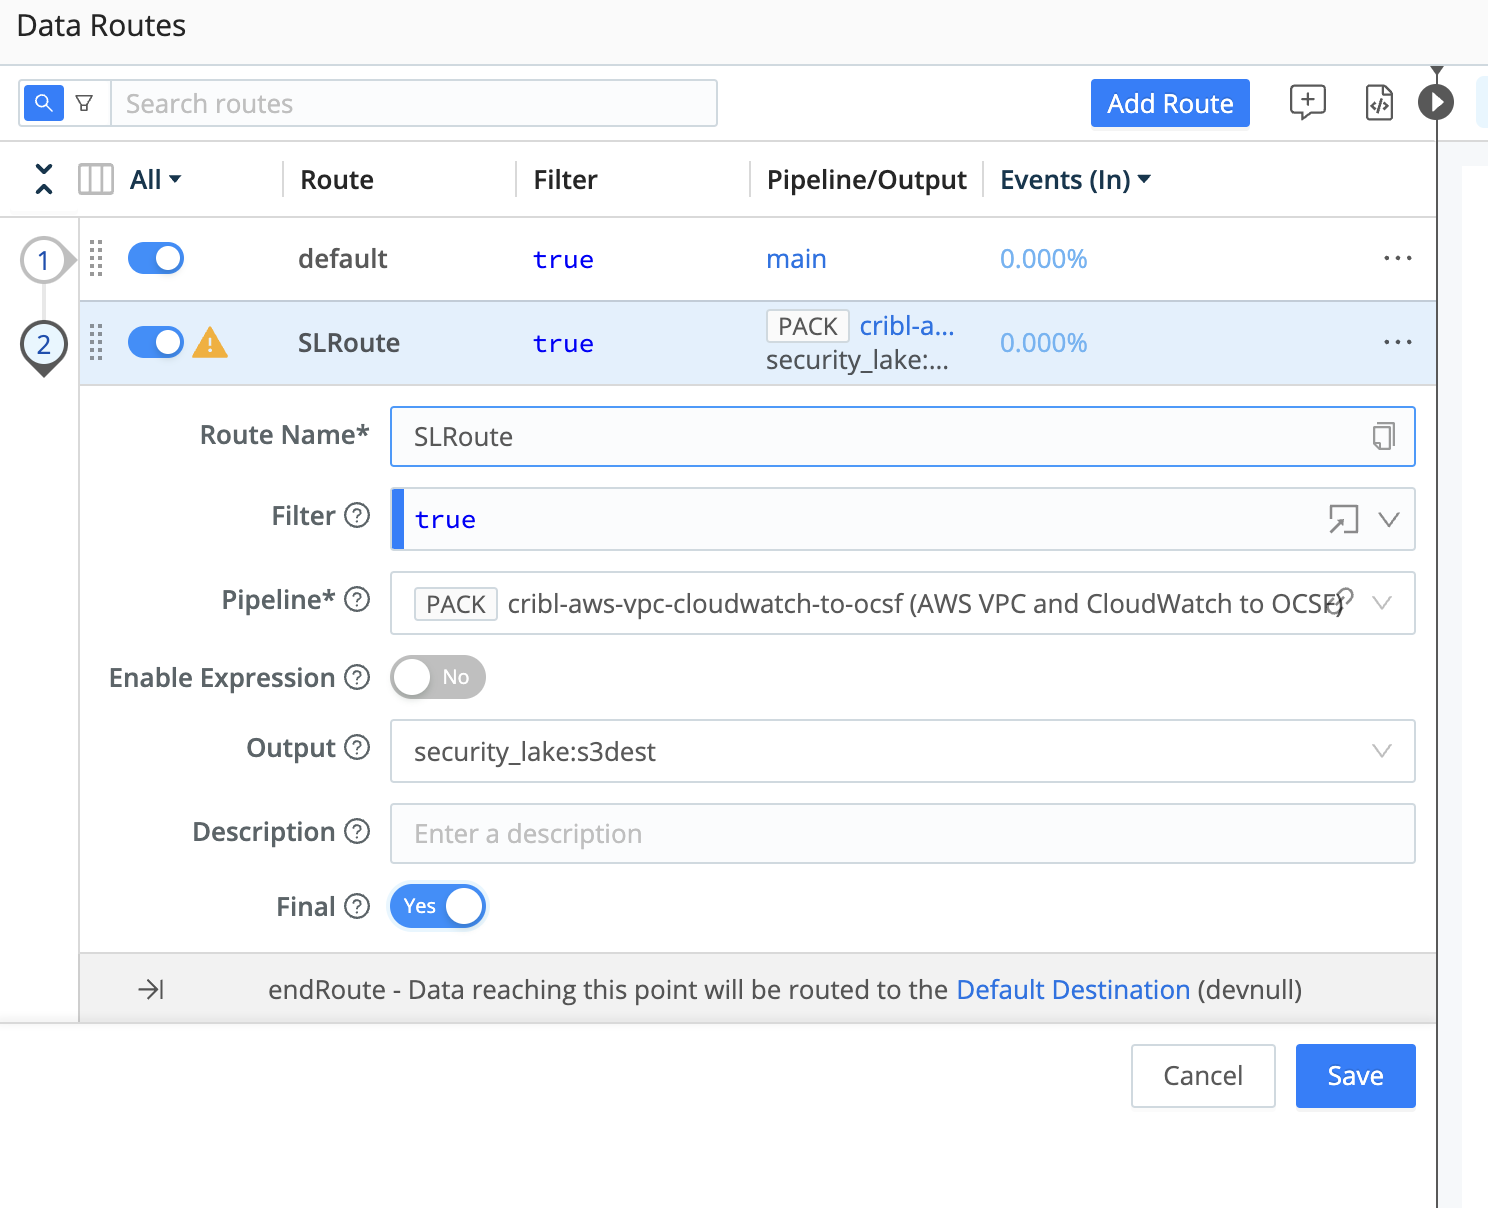 Data Routes
Search routes
Add Route
All Route Filter Pipeline/Output Events (In)
1 default true main 0.000% ...
2 SLRoute true PACK cribl-a... security_lake:... 0.000% ...
Route Name* SLRoute
Filter ? true
Pipeline* ? PACK cribl-aws-vpc-cloudwatch-to-ocsf (AWS VPC and CloudWatch to OCSF)
Enable Expression ? No
Output ? security_lake:s3dest
Description ? Enter a description
Final ? Yes
endRoute - Data reaching this point will be routed to the Default Destination (devnull)
Cancel Save